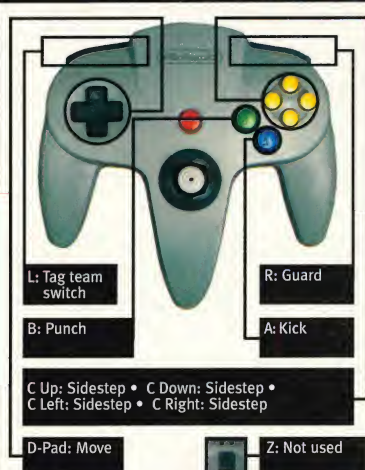 L: Tag team
switch
R: Guard
B: Punch
A: Kick
C Up: Sidestep • C Down: Sidestep •
C Left: Sidestep • C Right: Sidestep
D-Pad: Move
Z: Not used